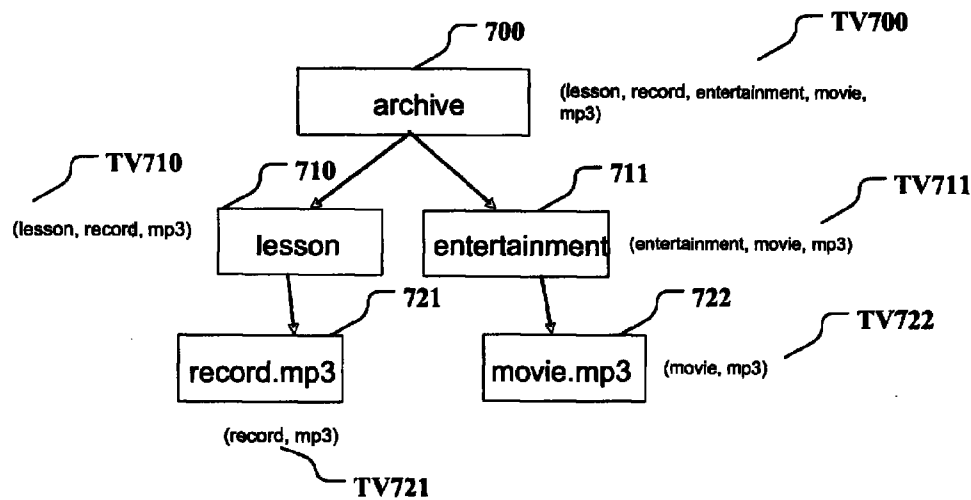 700
TV700
archive
(lesson, record, entertainment, movie,
mp3)
TV710
710
711
TV711
(lesson, record, mp3)
lesson
entertainment
(entertainment, movie, mp3)
721
722
TV722
record.mp3
movie.mp3
(movie, mp3)
(record, mp3)
TV721